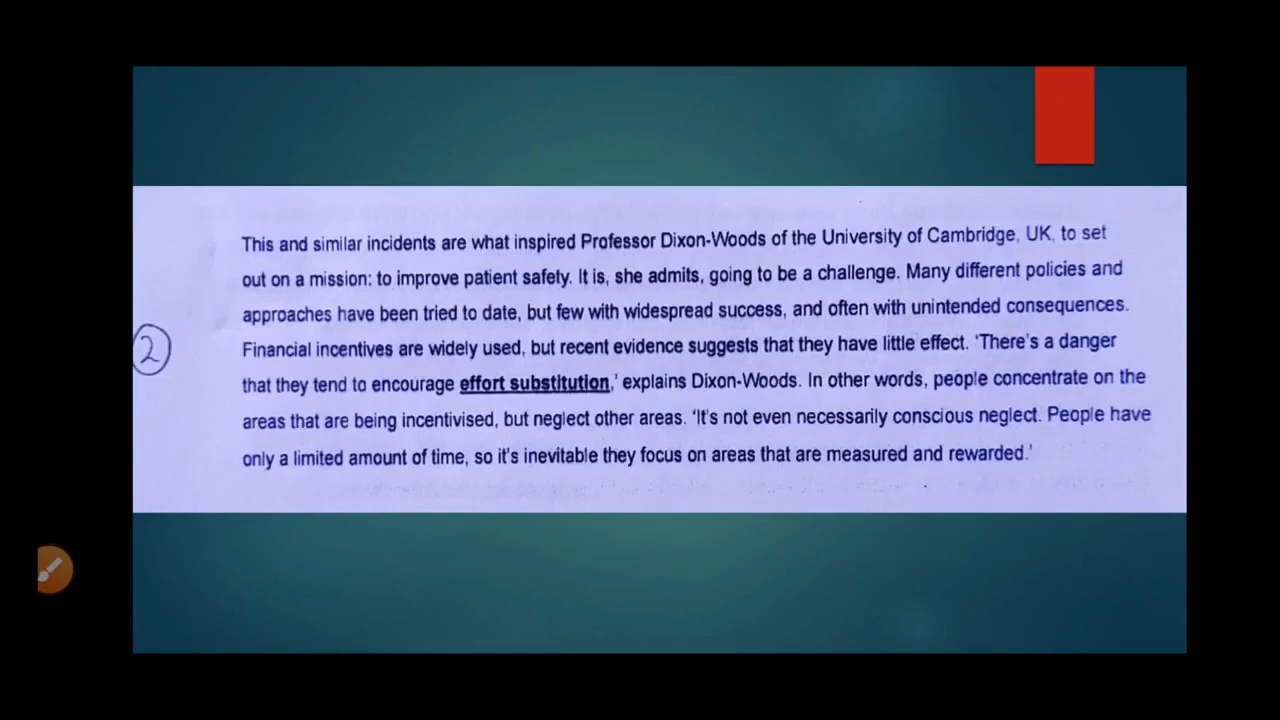 This and similar incidents are what inspired Professor Dixon-Woods of the University of Cambridge, UK, to set
out on a mission: to improve patient safety. It is, she admits, going to be a challenge. Many different policies and
approaches have been tried to date, but few with widespread success, and often with unintended consequences.
2
Financial incentives are widely used, but recent evidence suggests that they have little effect. 'There's a danger
that they tend to encourage effort substitution,' explains Dixon-Woods. In other words, people concentrate on the
areas that are being incentivised, but neglect other areas. 'It's not even necessarily conscious neglect. People have
only a limited amount of time, so it's inevitable they focus on areas that are measured and rewarded.'